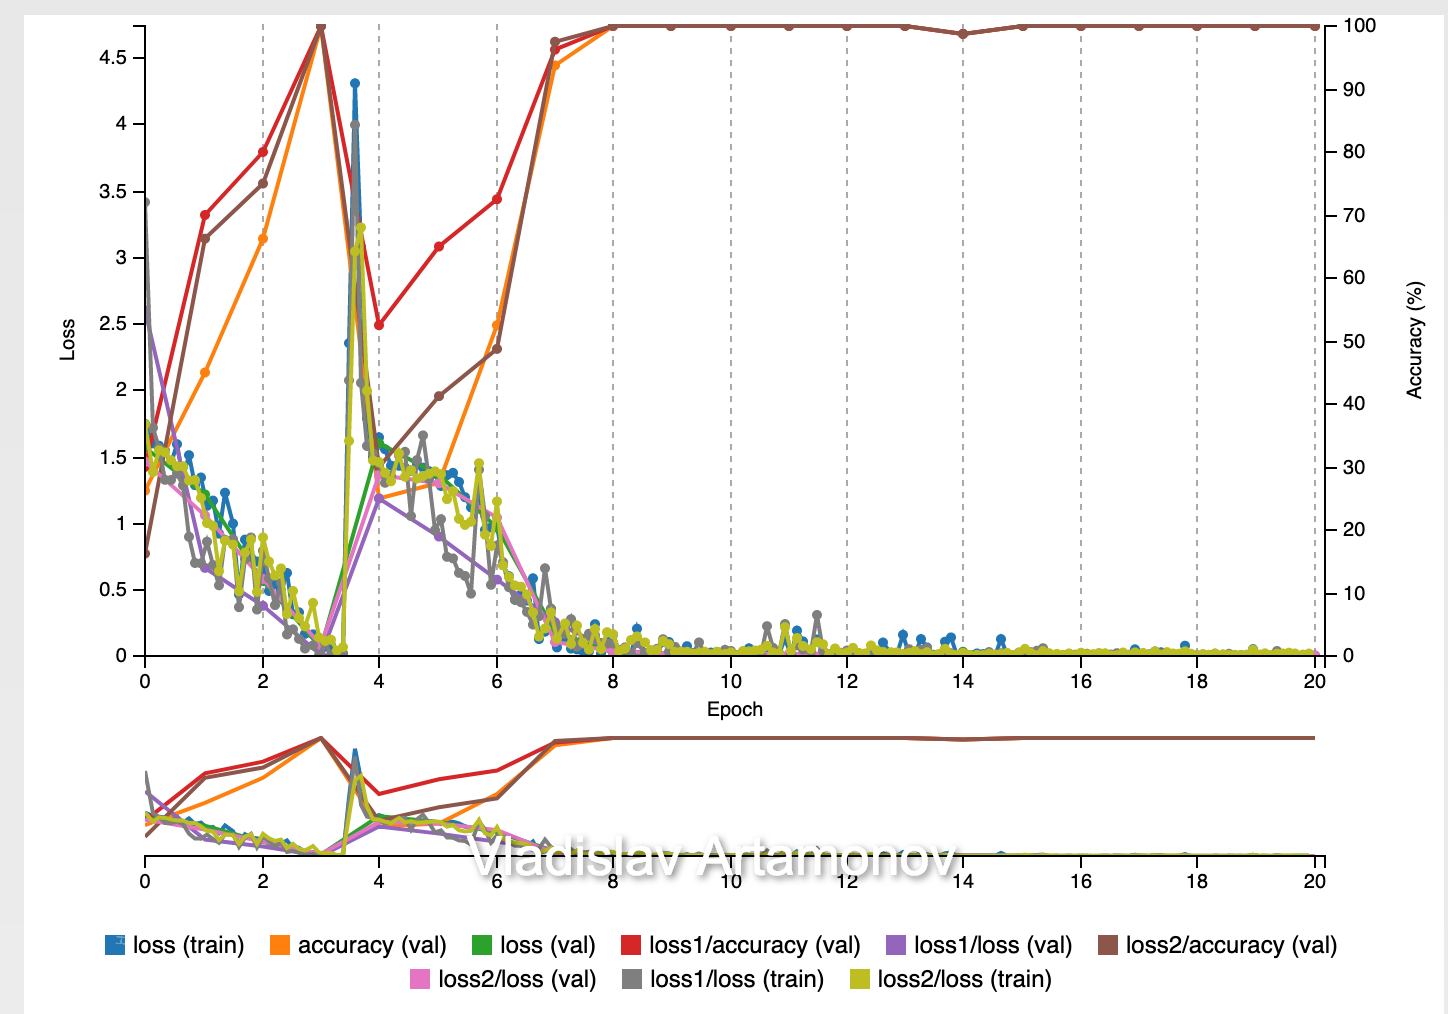 4.5
4
3.5
3
2.5
2
1.5
1
0.5
0
Loss
100
90
80
70
60
50
40
30
20
10
0
Accuracy (%)
0 2 4 6 8 10 12 14 16 18 20
Epoch
Vladislav Artamonov
0 2 4 6 8 10 12 14 16 18 20
loss (train) accuracy (val) loss (val) loss1/accuracy (val) loss1/loss (val) loss2/accuracy (val)
loss2/loss (val) loss1/loss (train) loss2/loss (train)